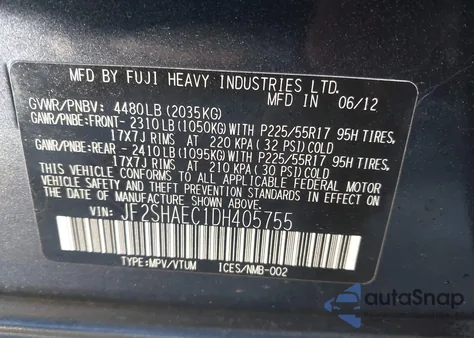 MFD BY FUJI HEAVY INDUSTRIES LTD.
MADE IN JAPAN IN 06/12
GVWR/PNBV: 4480LB (2035KG)
GAWR/PNBE: FRONT- 2310LB (1050KG) WITH P225/55R17 95H TIRES,
17X7J RIMS AT 220 KPA (32 PSI) COLD
GAWR/PNBE: REAR - 2410LB (1095KG) WITH P225/55R17 95H TIRES,
17X7J RIMS AT 210 KPA (30 PSI) COLD
THIS VEHICLE CONFORMS TO ALL APPLICABLE FEDERAL MOTOR
VEHICLE SAFETY AND THEFT PREVENTION STANDARDS IN EFFECT
ON THE DATE OF MANUFACTURE SHOWN ABOVE.
VIN: JF2SHAEC1DH405755
TYPE:MPV/VTUM ICES/NMB-002
autoSnap